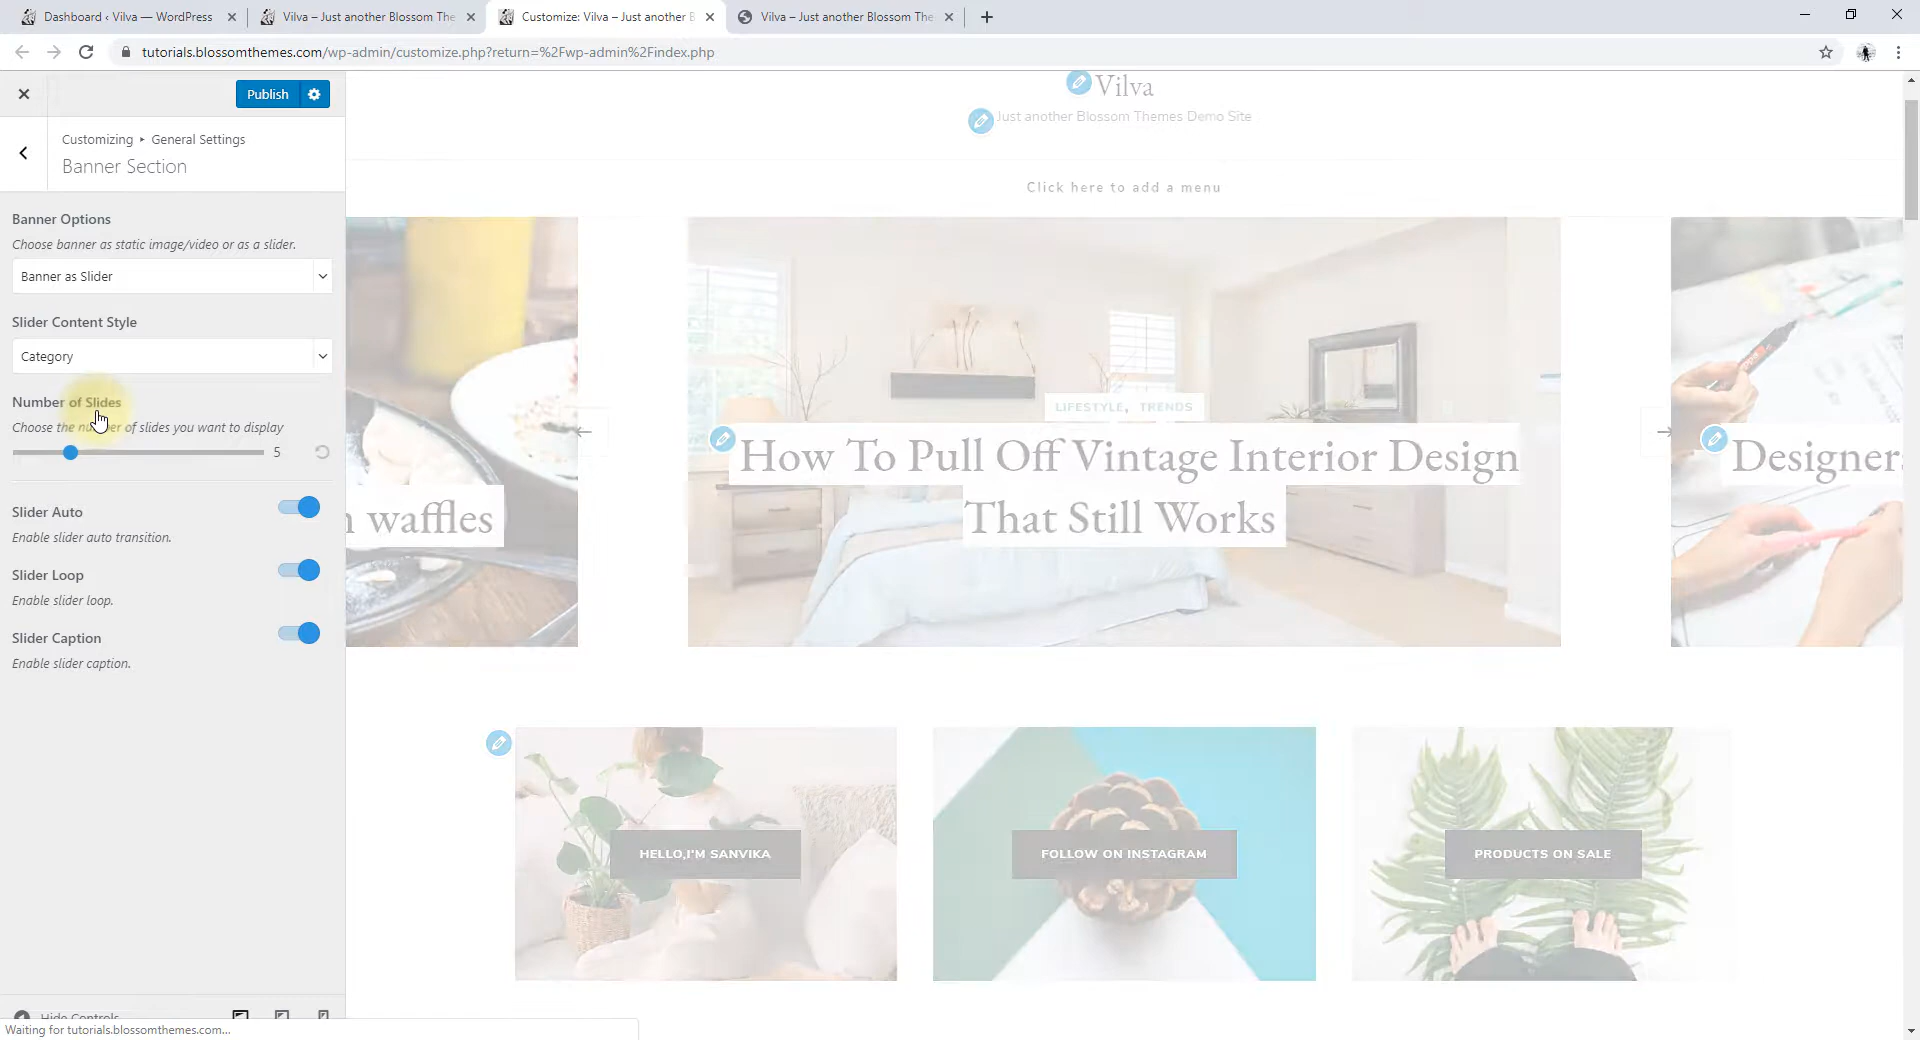 Dashboard ‹ Vilva — WordPress
Vilva – Just another Blossom The
Customize: Vilva – Just another B
Vilva – Just another Blossom The
tutorials.blossomthemes.com/wp-admin/customize.php?return=%2Fwp-admin%2Findex.php
Publish
Customizing ▸ General Settings
Banner Section
Banner Options
Choose banner as static image/video or as a slider.
Banner as Slider
Slider Content Style
Category
Number of Slides
Choose the number of slides you want to display
5
Slider Auto
Enable slider auto transition.
Slider Loop
Enable slider loop.
Slider Caption
Enable slider caption.
Hide Controls
Waiting for tutorials.blossomthemes.com...
Vilva
Just another Blossom Themes Demo Site
Click here to add a menu
waffles
LIFESTYLE, TRENDS
How To Pull Off Vintage Interior Design
That Still Works
Designer
HELLO,I'M SANVIKA
FOLLOW ON INSTAGRAM
PRODUCTS ON SALE